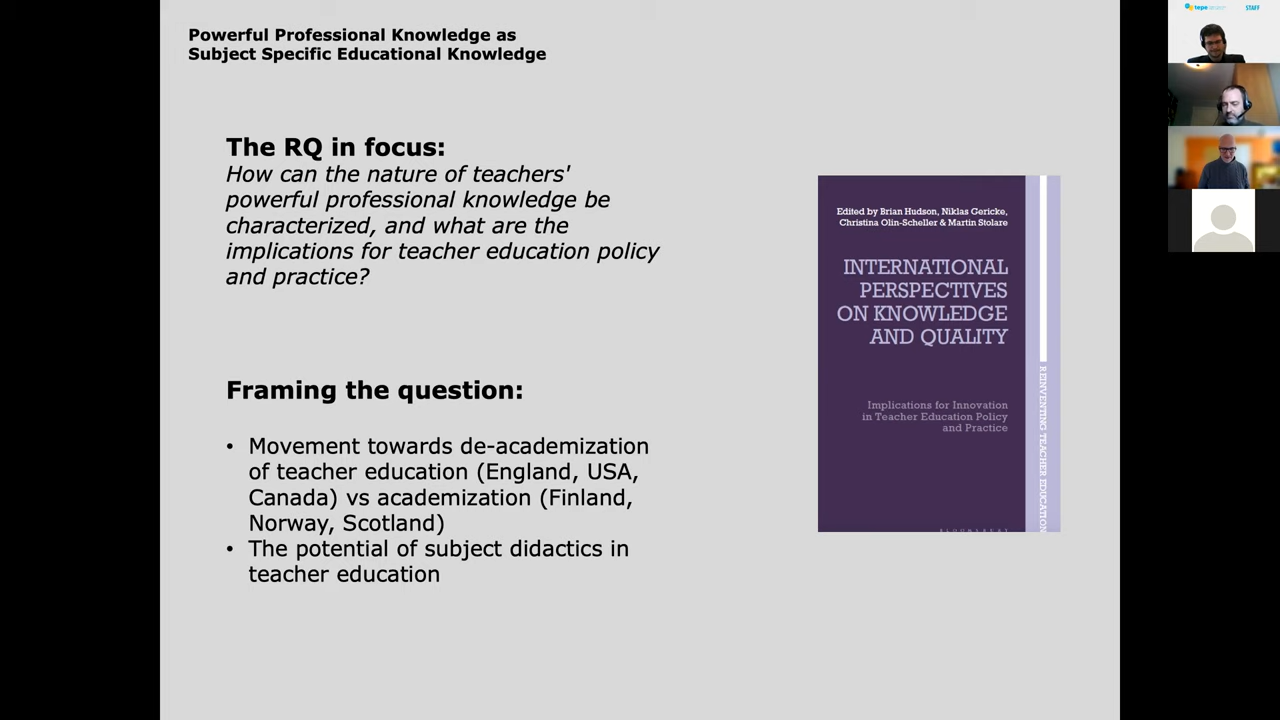 Powerful Professional Knowledge as
Subject Specific Educational Knowledge
The RQ in focus:
How can the nature of teachers'
powerful professional knowledge be
characterized, and what are the
implications for teacher education policy
and practice?
Framing the question:
• Movement towards de-academization
of teacher education (England, USA,
Canada) vs academization (Finland,
Norway, Scotland)
• The potential of subject didactics in
teacher education
Edited by Brian Hudson, Niklas Gericke,
Christina Olin-Scheller & Martin Stolare
INTERNATIONAL
PERSPECTIVES
ON KNOWLEDGE
AND QUALITY
Implications for Innovation
in Teacher Education Policy
and Practice
REINVENTING TEACHER EDUCATION
tepe
STAFF